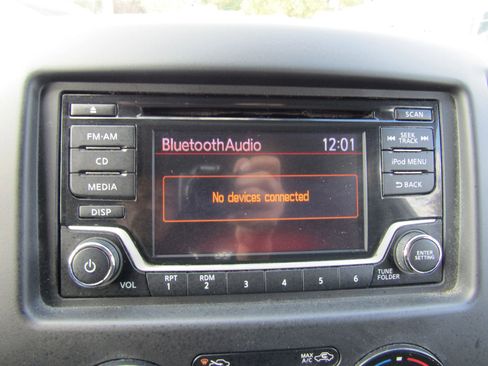 SCAN
FM·AM
CD
MEDIA
DISP
BluetoothAudio 12:01
No devices connected
SEEK
TRACK
iPod MENU
BACK
ENTER
SETTING
VOL
RPT
1
RDM
2
3
4
5
6
TUNE
FOLDER
MAX
A/C